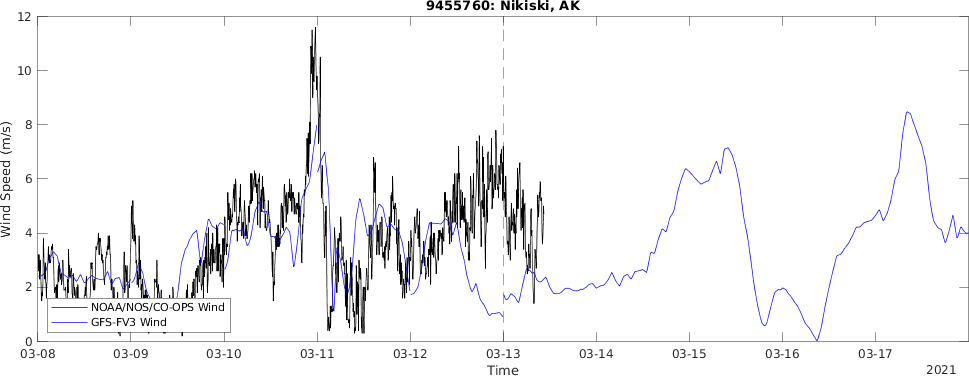 9455760: Nikiski, AK
12
10
8
6
4
2
0
Wind Speed (m/s)
NOAA/NOS/CO-OPS Wind
GFS-FV3 Wind
03-08 03-09 03-10 03-11 03-12 03-13 03-14 03-15 03-16 03-17
Time
2021